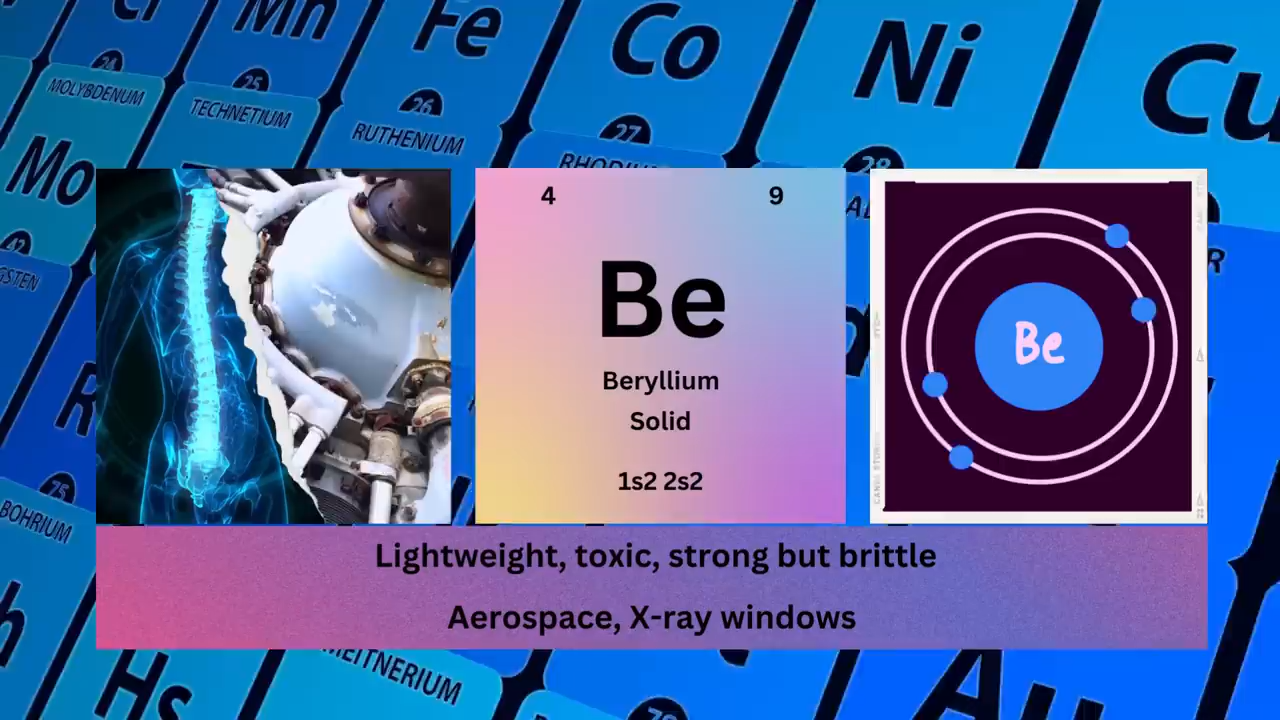 Cr Mn Fe Co Ni Cu
24 25 26 27 28
MOLYBDENUM TECHNETIUM RUTHENIUM
Mo
42
4 9
Be
Beryllium
Solid
1s2 2s2
Be
75
BOHRIUM
Lightweight, toxic, strong but brittle
Aerospace, X-ray windows
Hs
MEITNERIUM
Au